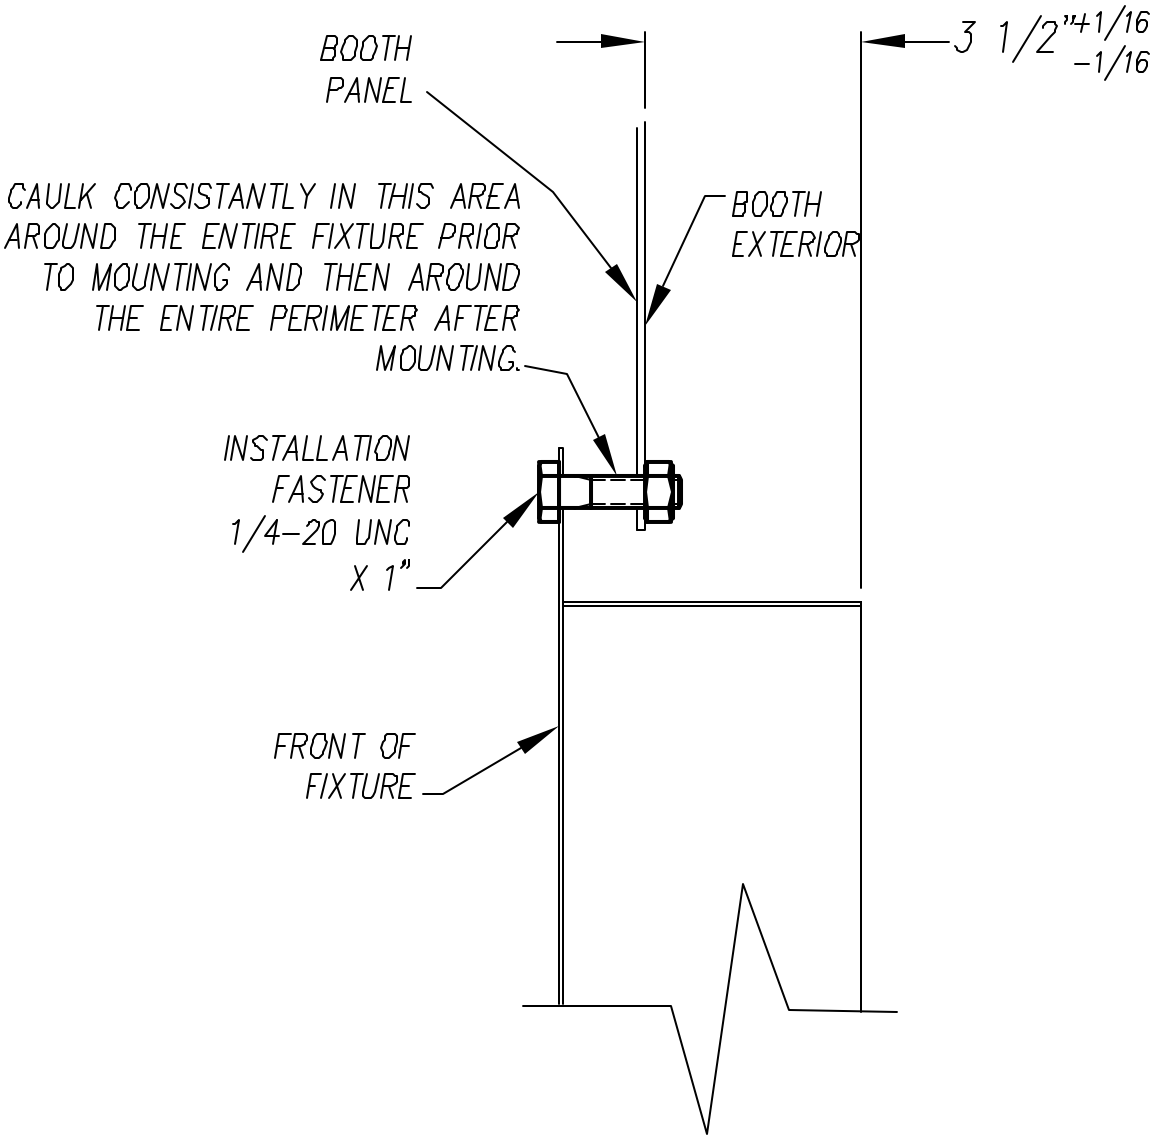 3 1/2"+1/16
-1/16
BOOTH
PANEL
CAULK CONSISTANTLY IN THIS AREA
AROUND THE ENTIRE FIXTURE PRIOR
TO MOUNTING AND THEN AROUND
THE ENTIRE PERIMETER AFTER
MOUNTING.
BOOTH
EXTERIOR
INSTALLATION
FASTENER
1/4-20 UNC
X 1"
FRONT OF
FIXTURE